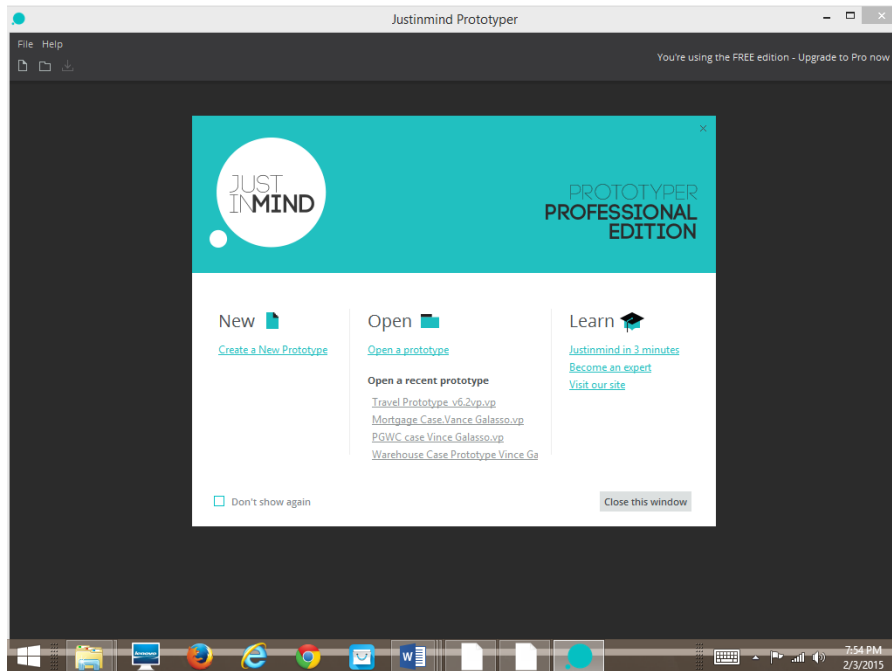 Justinmind Prototyper
File Help
You're using the FREE edition - Upgrade to Pro now
JUST
INMIND
PROTOTYPER
PROFESSIONAL
EDITION
New
Create a New Prototype
Open
Open a prototype
Open a recent prototype
Travel Prototype_v6.2vp.vp
Mortgage Case.Vance Galasso.vp
PGWC case Vince Galasso.vp
Warehouse Case Prototype Vince Ga
Learn
Justinmind in 3 minutes
Become an expert
Visit our site
Don't show again
Close this window
7:54 PM
2/3/2015